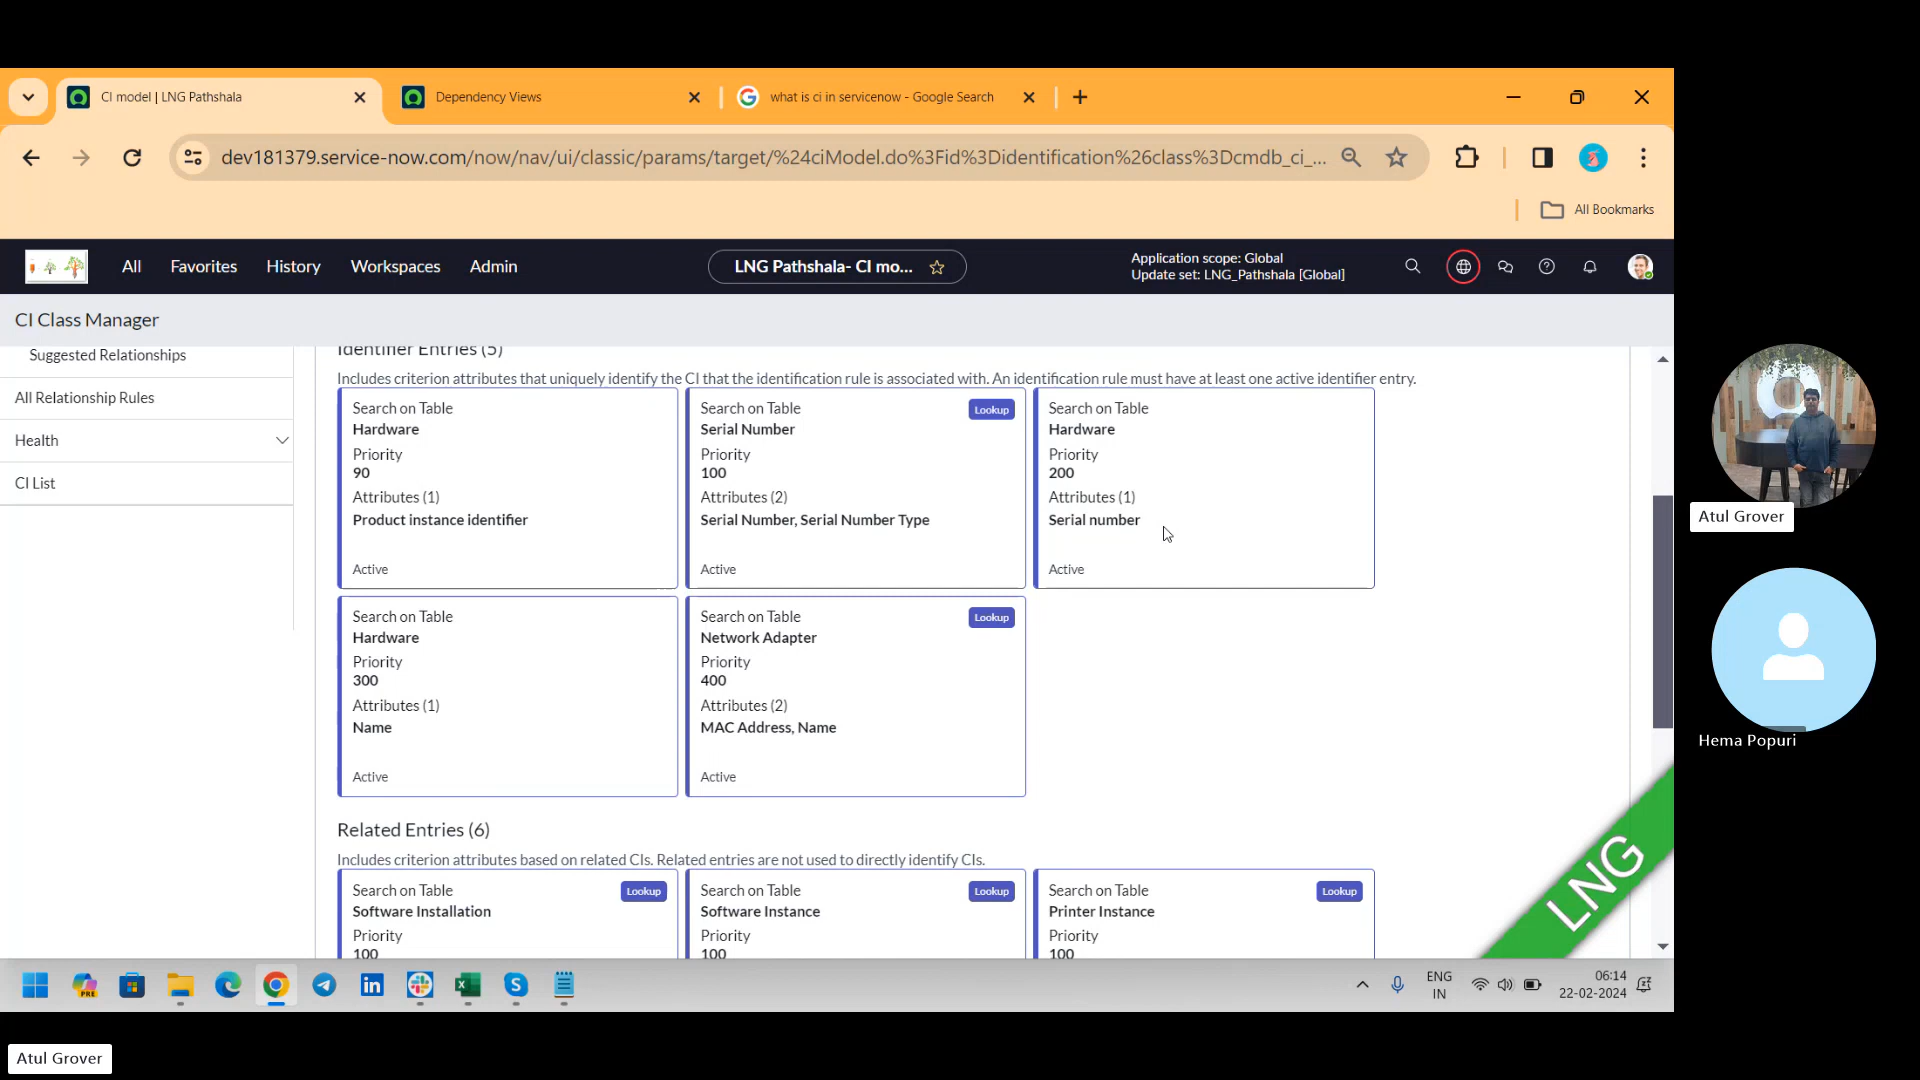 CI model | LNG Pathshala
Dependency Views
what is ci in servicenow - Google Search
dev181379.service-now.com/now/nav/ui/classic/params/target/%24ciModel.do%3Fid%3Didentification%26class%3Dcmdb_ci_...
All Bookmarks
All
Favorites
History
Workspaces
Admin
LNG Pathshala- CI mo...
Application scope: Global
Update set: LNG_Pathshala [Global]
CI Class Manager
Suggested Relationships
All Relationship Rules
Health
CI List
Identifier Entries (5)
Includes criterion attributes that uniquely identify the CI that the identification rule is associated with. An identification rule must have at least one active identifier entry.
Search on Table
Hardware
Priority
90
Attributes (1)
Product instance identifier
Active
Search on Table
Lookup
Serial Number
Priority
100
Attributes (2)
Serial Number, Serial Number Type
Active
Search on Table
Hardware
Priority
200
Attributes (1)
Serial number
Active
Search on Table
Hardware
Priority
300
Attributes (1)
Name
Active
Search on Table
Lookup
Network Adapter
Priority
400
Attributes (2)
MAC Address, Name
Active
Related Entries (6)
Includes criterion attributes based on related CIs. Related entries are not used to directly identify CIs.
Search on Table
Lookup
Software Installation
Priority
100
Search on Table
Lookup
Software Instance
Priority
100
Search on Table
Lookup
Printer Instance
Priority
100
LNG
PRE
ENG
IN
06:14
22-02-2024
Atul Grover
Hema Popuri
Atul Grover